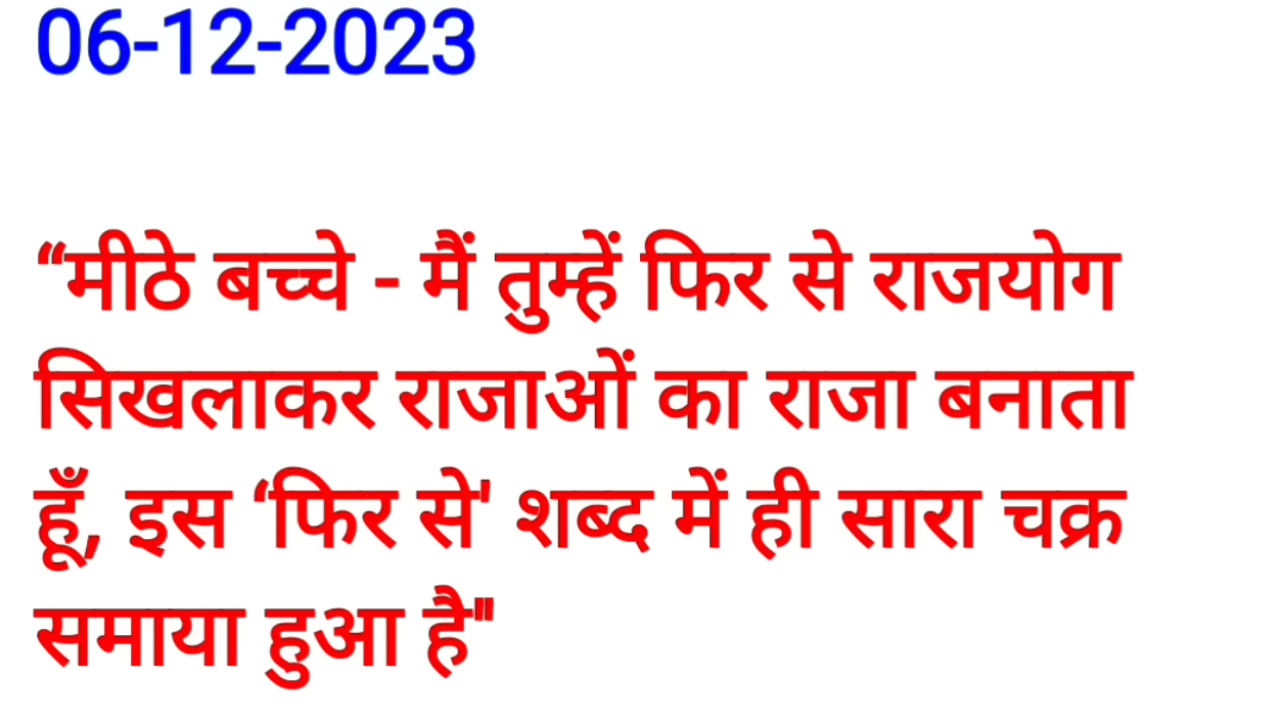 06-12-2023
“मीठे बच्चे - मैं तुम्हें फिर से राजयोग
सिखलाकर राजाओं का राजा बनाता
हूँ, इस ‘फिर से' शब्द में ही सारा चक्र
समाया हुआ है"